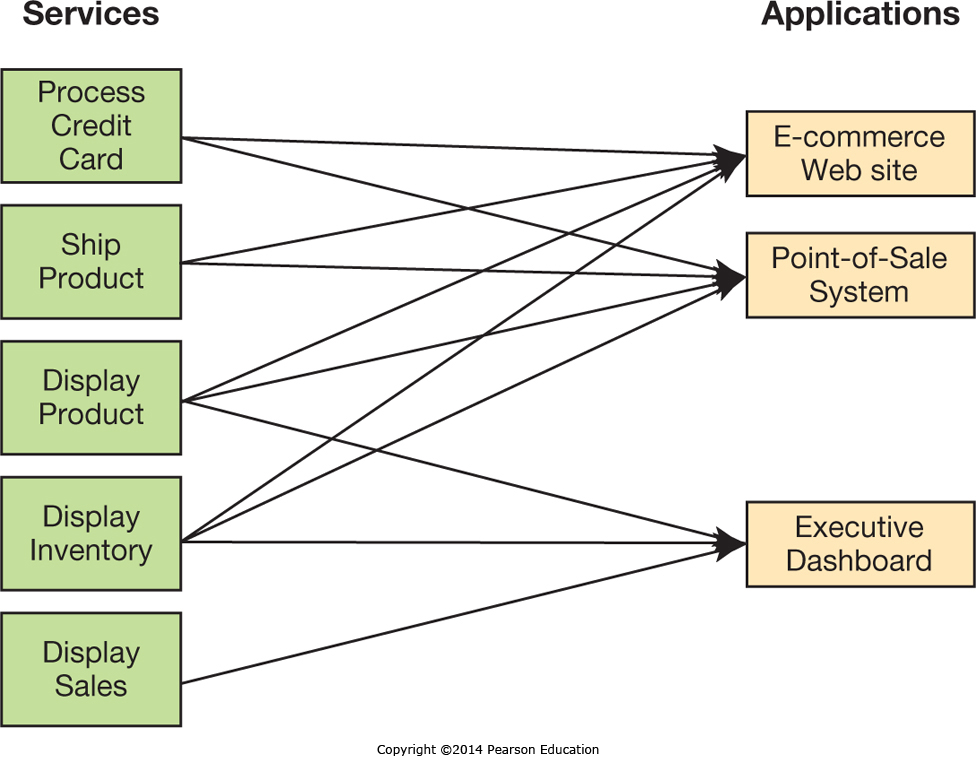 Services
Applications
Process
Credit
Card
E-commerce
Web site
Ship
Product
Point-of-Sale
System
Display
Product
Display
Inventory
Executive
Dashboard
Display
Sales
Copyright ©2014 Pearson Education